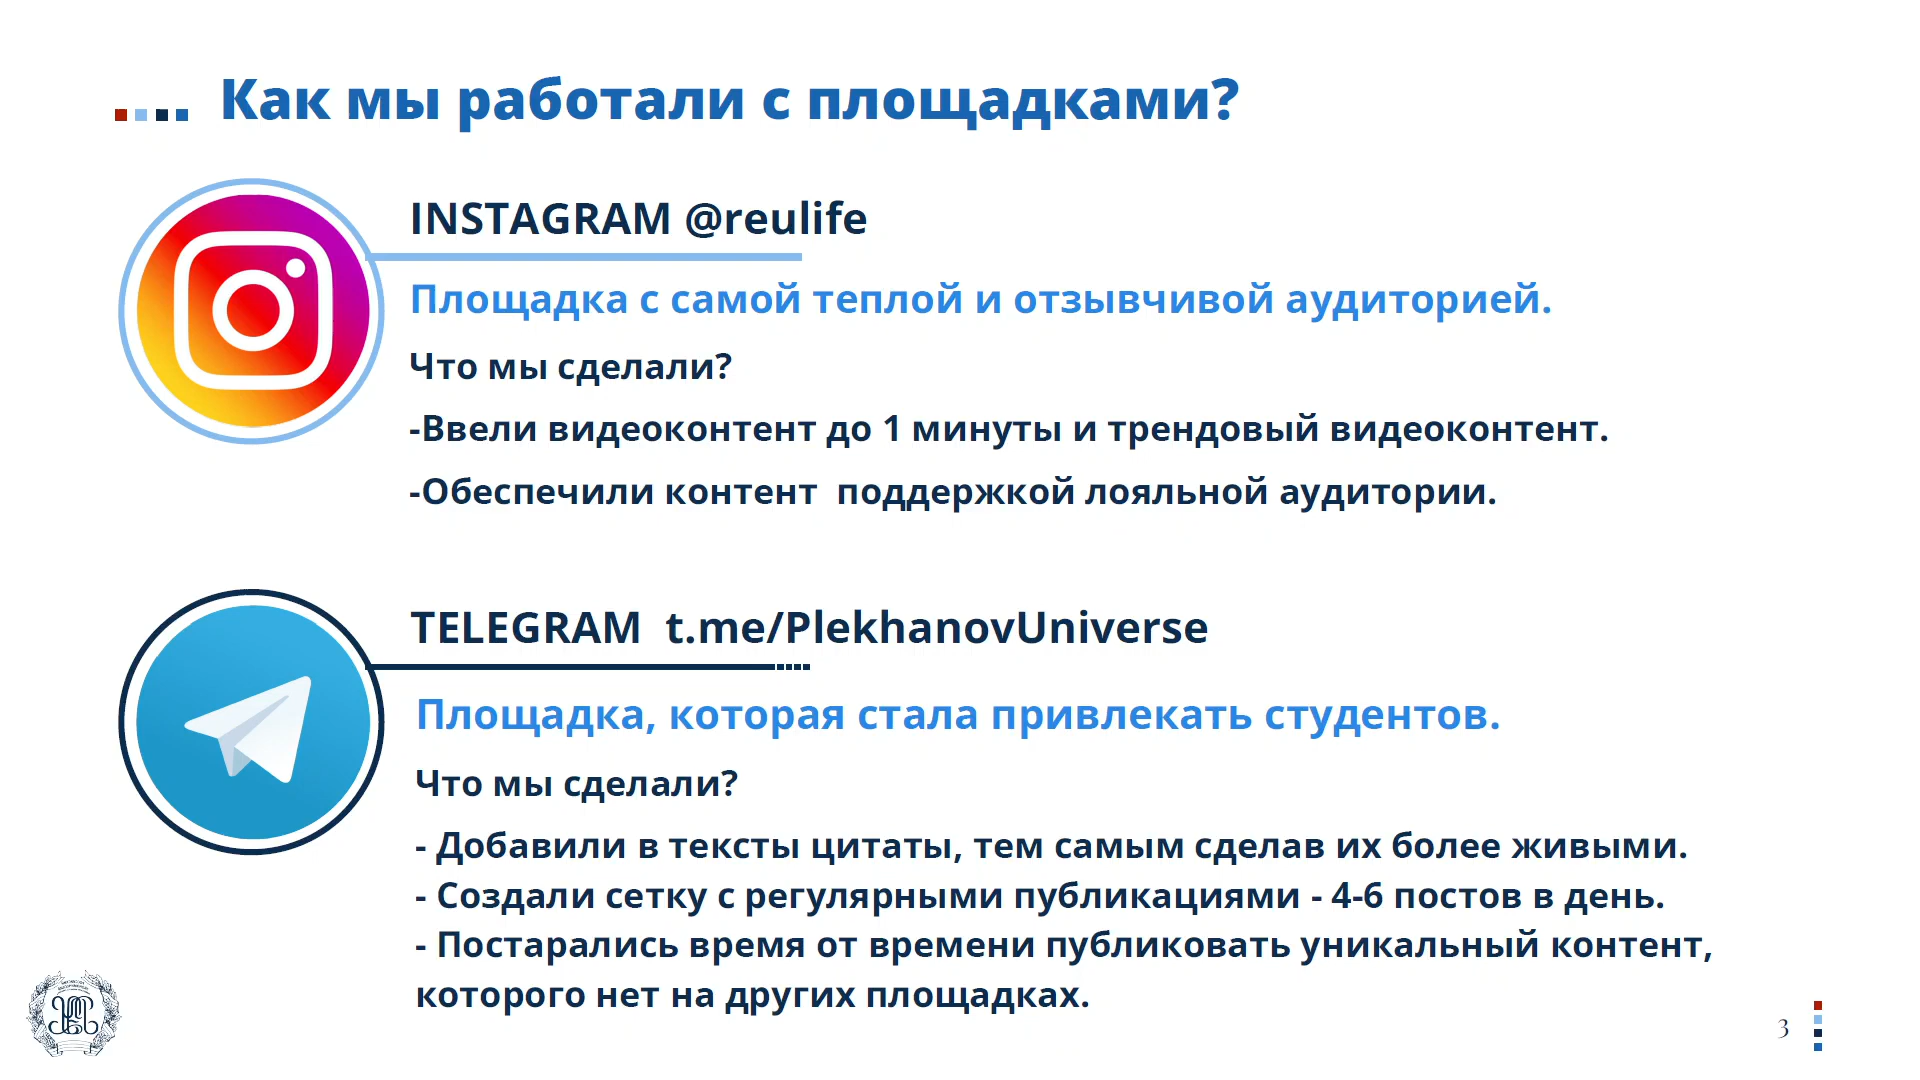 Как мы работали с площадками?
INSTAGRAM @reulife
Площадка с самой теплой и отзывчивой аудиторией.
Что мы сделали?
-Ввели видеоконтент до 1 минуты и трендовый видеоконтент.
-Обеспечили контент поддержкой лояльной аудитории.
TELEGRAM t.me/PlekhanovUniverse
Площадка, которая стала привлекать студентов.
Что мы сделали?
- Добавили в тексты цитаты, тем самым сделав их более живыми.
- Создали сетку с регулярными публикациями - 4-6 постов в день.
- Постарались время от времени публиковать уникальный контент,
которого нет на других площадках.
3